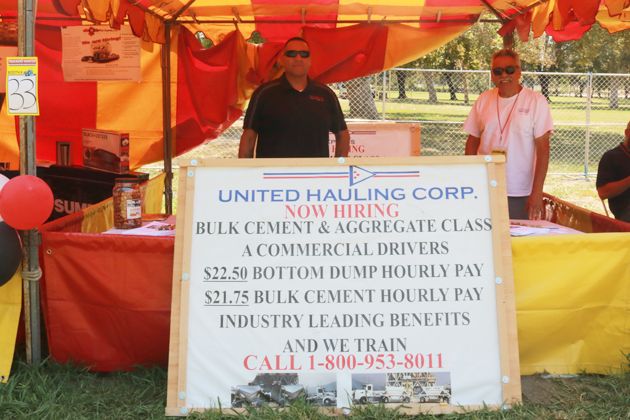 33
UNITED HAULING CORP.
NOW HIRING
BULK CEMENT & AGGREGATE CLASS
A COMMERCIAL DRIVERS
$22.50 BOTTOM DUMP HOURLY PAY
$21.75 BULK CEMENT HOURLY PAY
INDUSTRY LEADING BENEFITS
AND WE TRAIN
CALL 1-800-953-8011